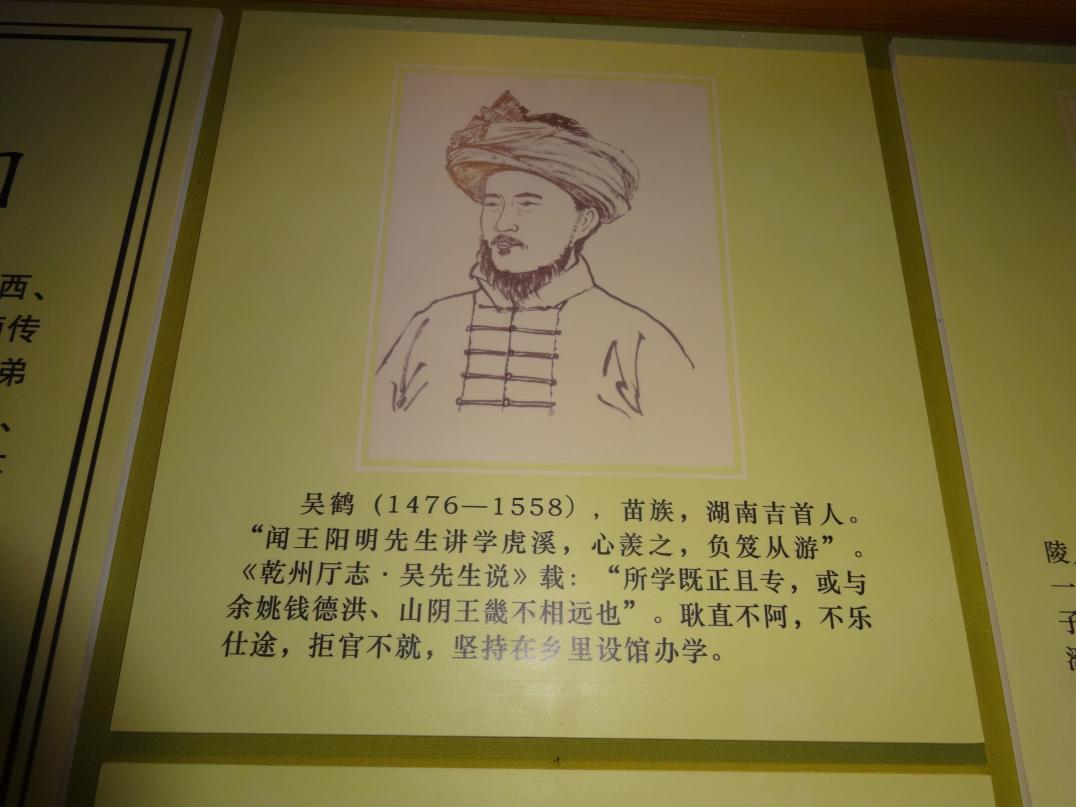 吴鹤（1476—1558），苗族，湖南吉首人。
“闻王阳明先生讲学虎溪，心羡之，负笈从游”。
《乾州厅志·吴先生说》载：“所学既正且专，或与
余姚钱德洪、山阴王畿不相远也”。耿直不阿，不乐
仕途，拒官不就，坚持在乡里设馆办学。
西、
传
弟
、
陵
一
子